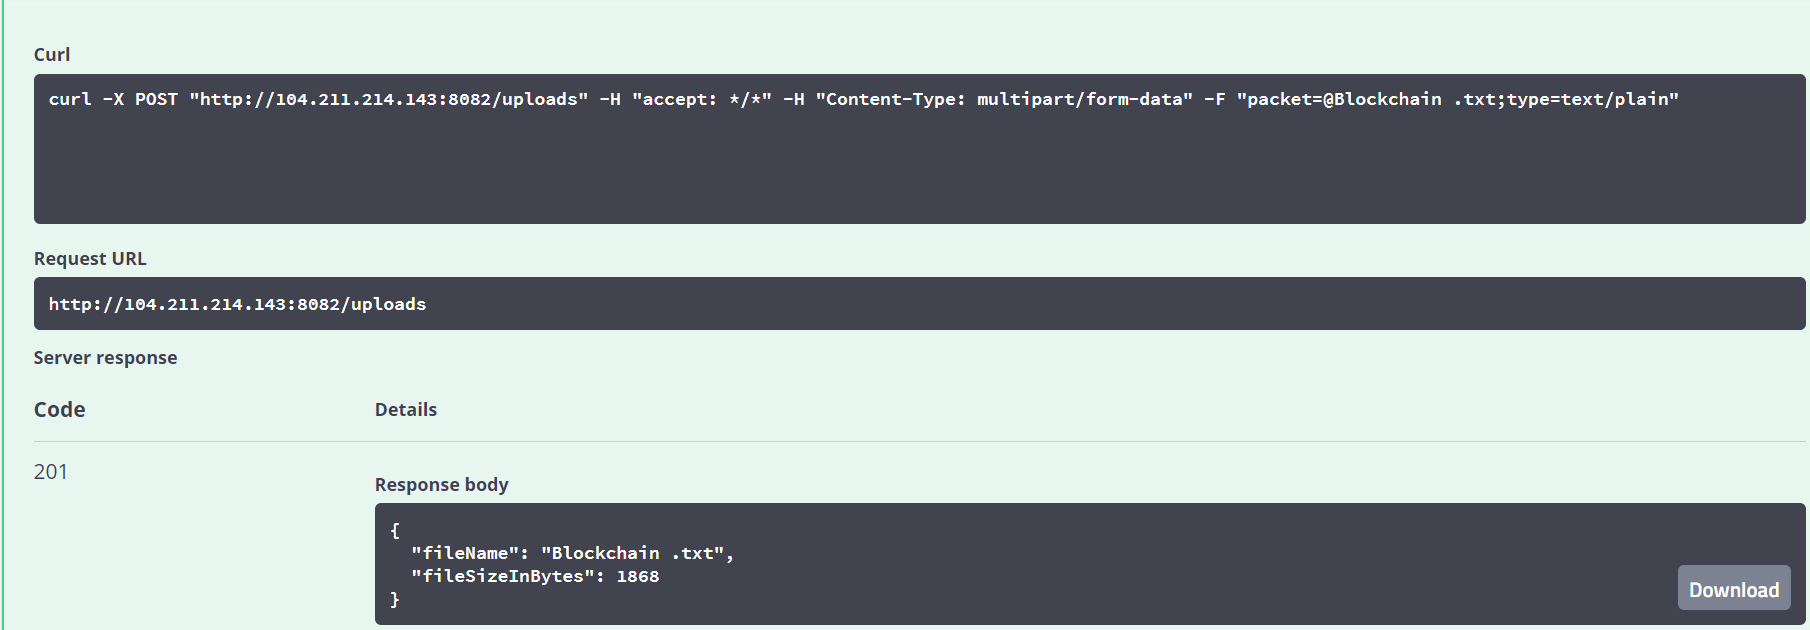 Curl
curl -X POST "http://104.211.214.143:8082/uploads" -H "accept: */*" -H "Content-Type: multipart/form-data" -F "packet=@Blockchain .txt;type=text/plain"
Request URL
http://104.211.214.143:8082/uploads
Server response
Code Details
201
Response body
{
"fileName": "Blockchain .txt",
"fileSizeInBytes": 1868
}
Download